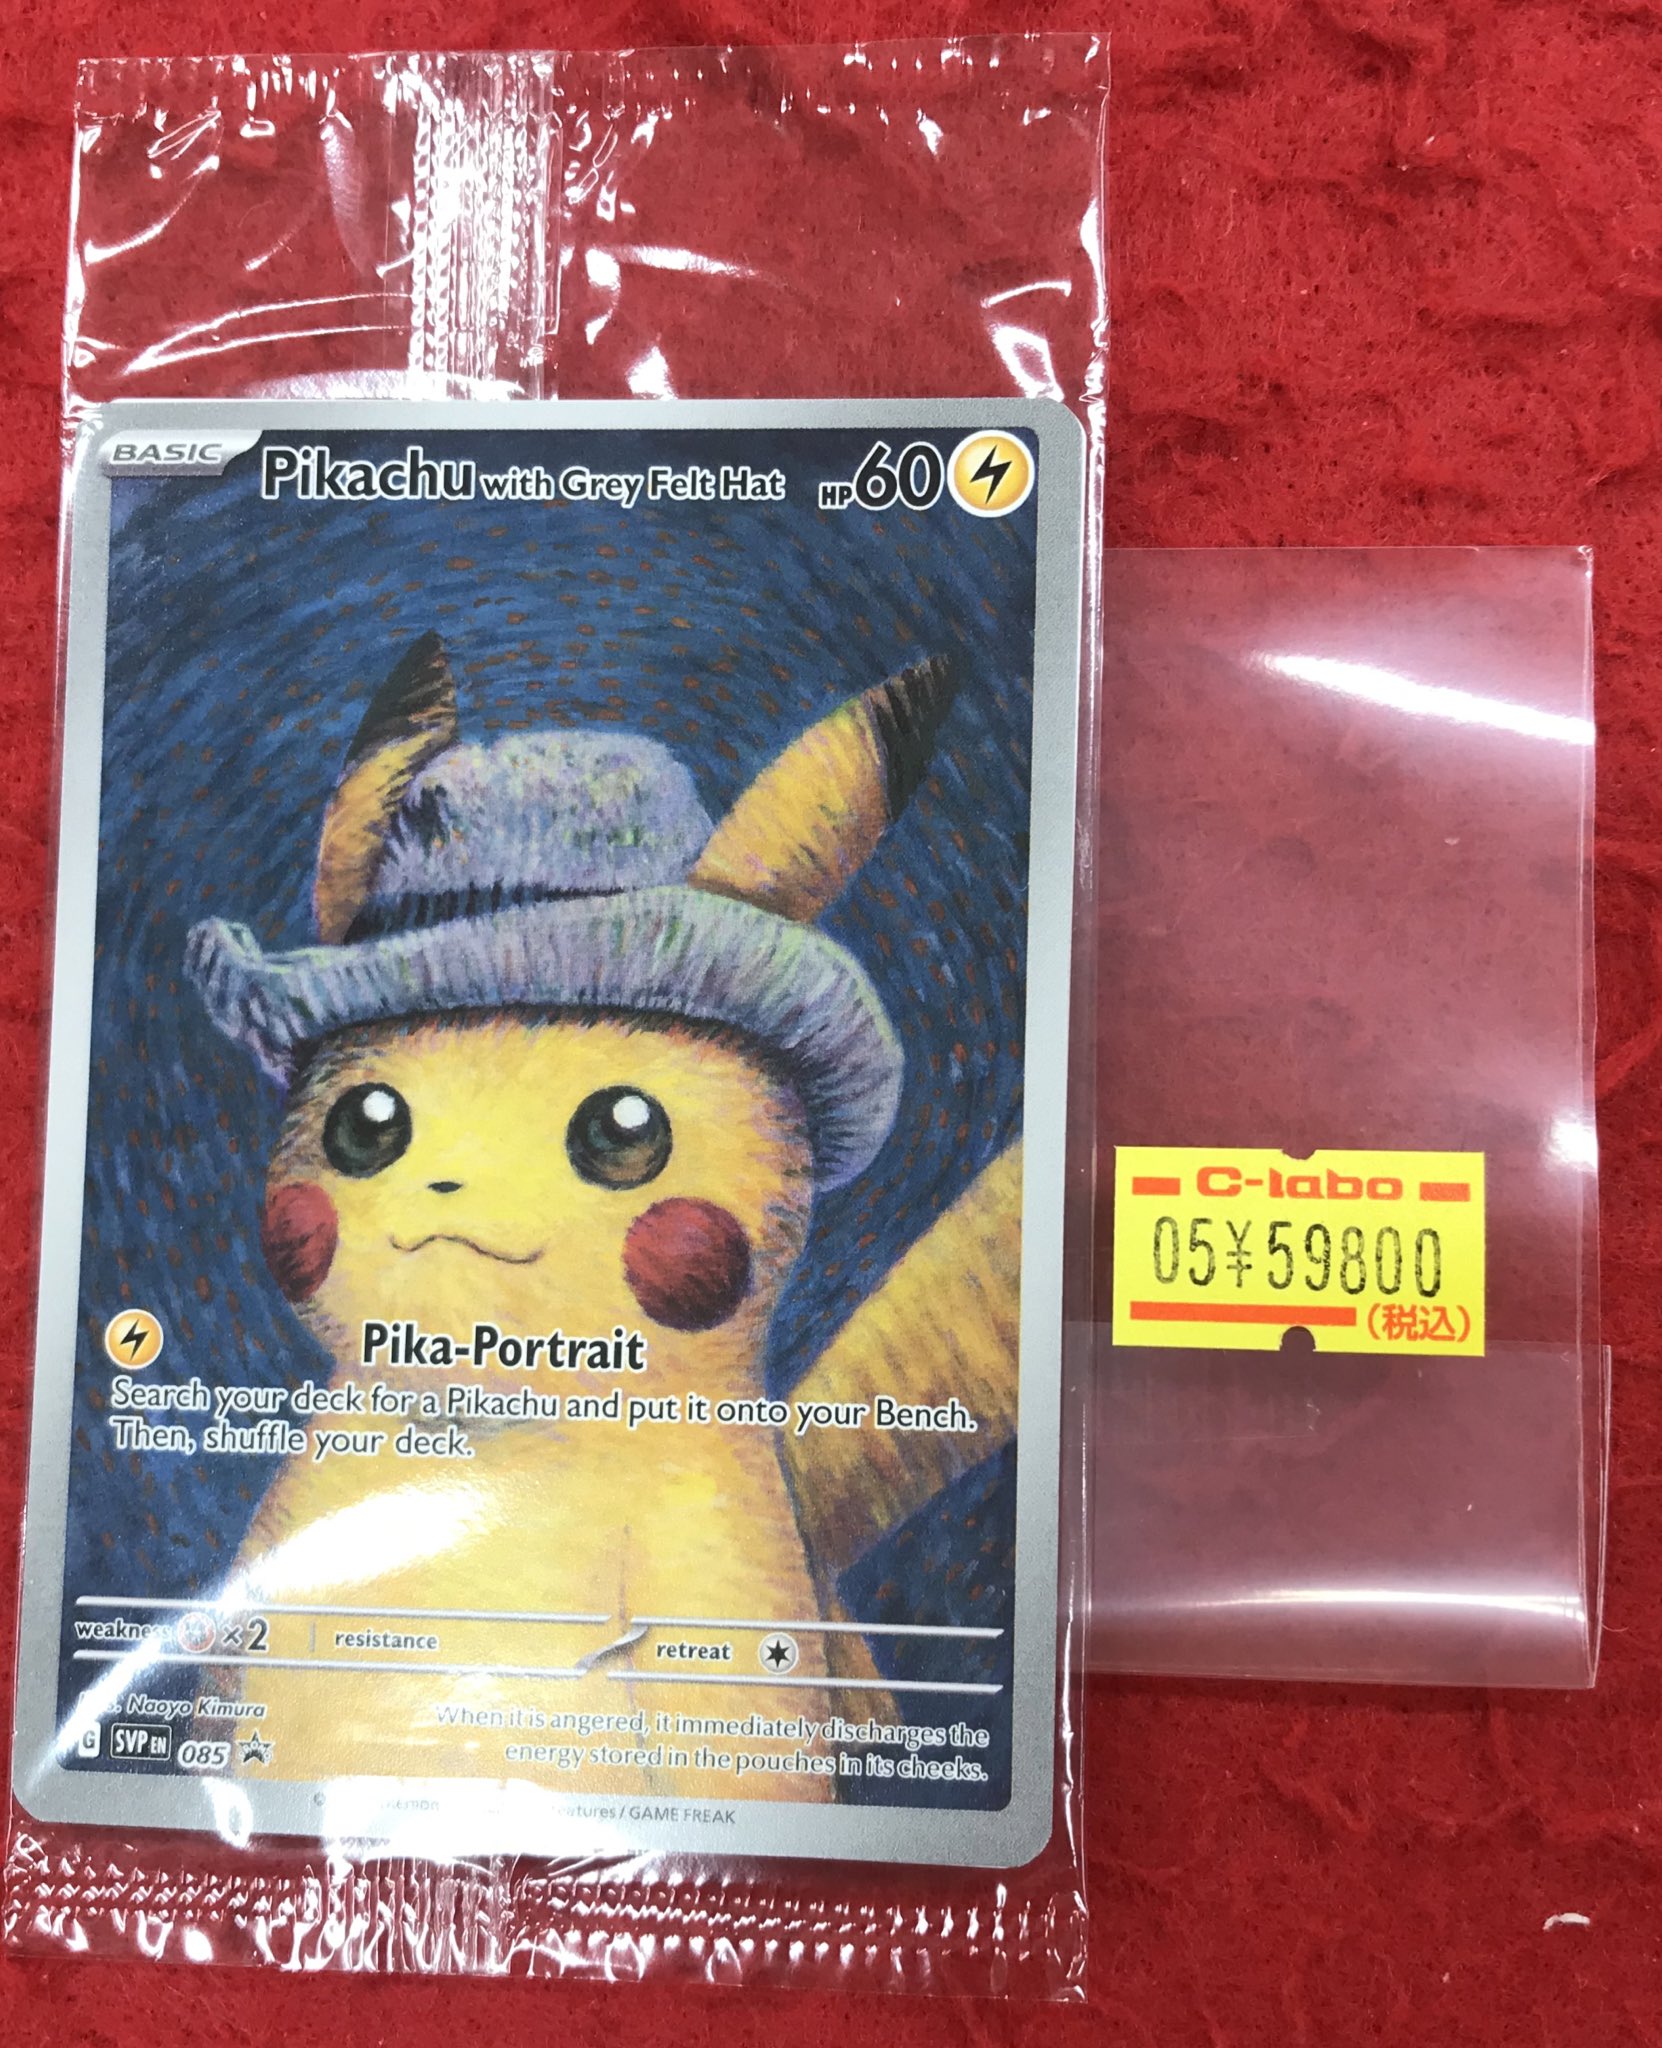 BASIC Pikachu with Grey Felt Hat HP60
Pika-Portrait
Search your deck for a Pikachu and put it onto your Bench.
Then, shuffle your deck.
weakness ×2 resistance retreat
Naoyo Kimura
G SVP EN 085
When it is angered, it immediately discharges the
energy stored in the pouches in its cheeks.
/ GAME FREAK
C-labo
05¥59800
(税込)